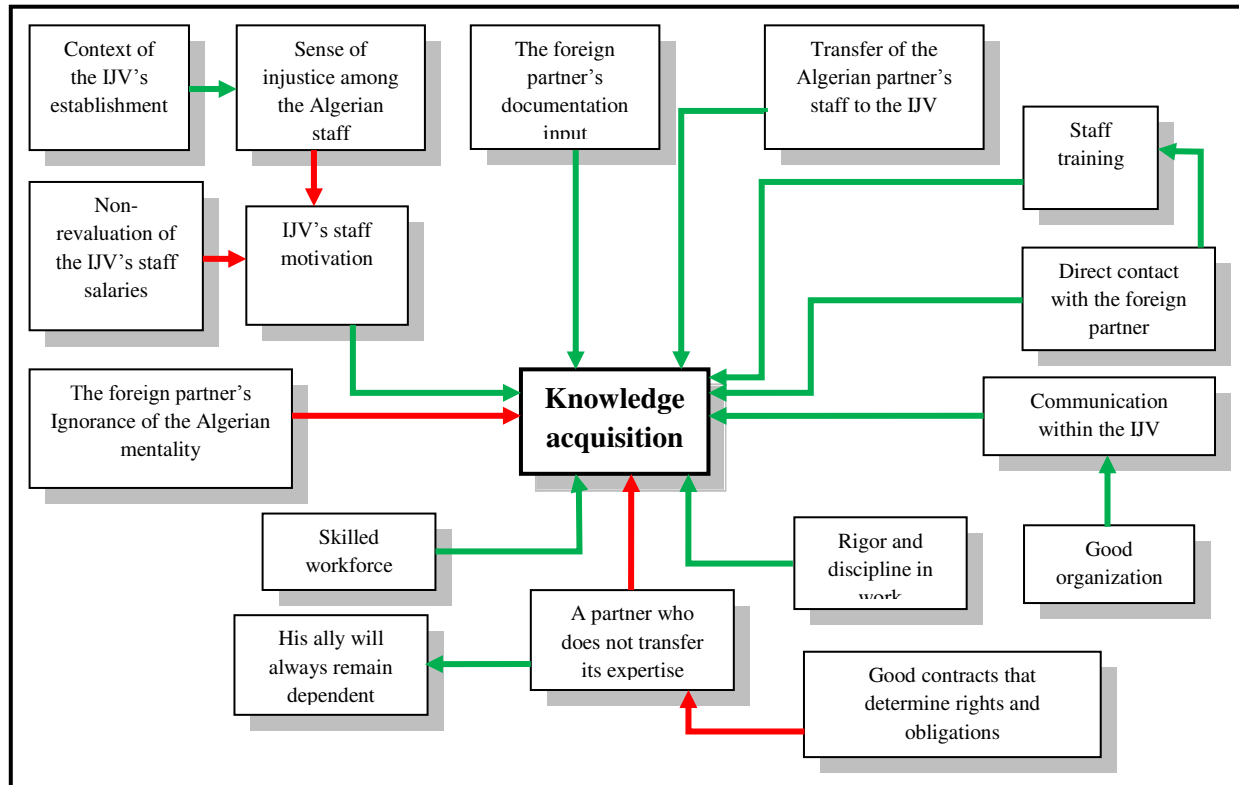 Context of
the IJV's
establishment
Sense of
injustice among
the Algerian
staff
The foreign
partner's
documentation
input
Transfer of the
Algerian partner's
staff to the IJV
Staff
training
Non-
revaluation of
the IJV's staff
salaries
IJV's staff
motivation
Direct contact
with the foreign
partner
The foreign partner's
Ignorance of the Algerian
mentality
Knowledge
acquisition
Communication
within the IJV
Skilled
workforce
Rigor and
discipline in
work
Good
organization
His ally will
always remain
dependent
A partner who
does not transfer
its expertise
Good contracts that
determine rights and
obligations